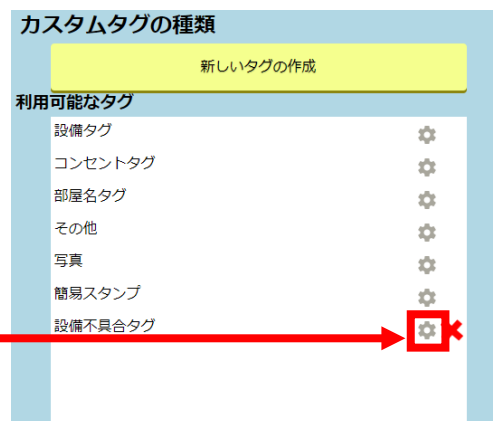 カスタムタグの種類
新しいタグの作成
利用可能なタグ
設備タグ
コンセントタグ
部屋名タグ
その他
写真
簡易スタンプ
設備不具合タグ